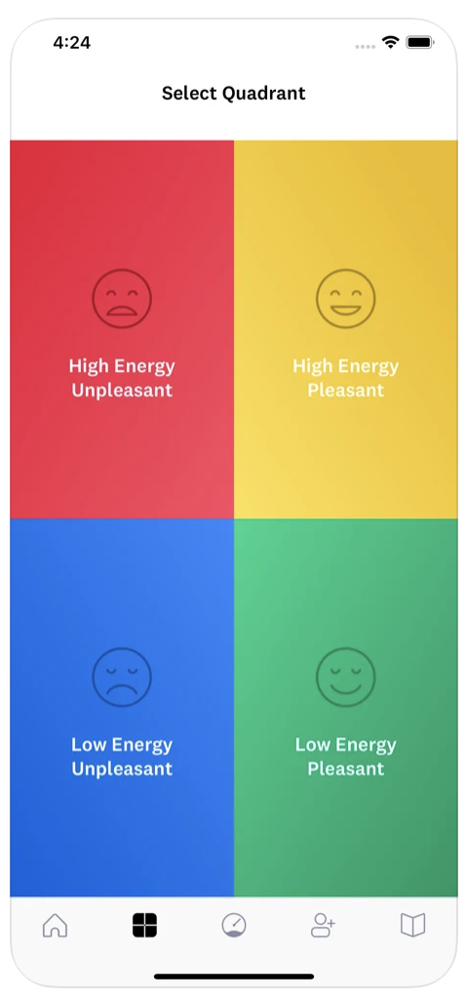 4:24
Select Quadrant
High Energy
Unpleasant
High Energy
Pleasant
Low Energy
Unpleasant
Low Energy
Pleasant